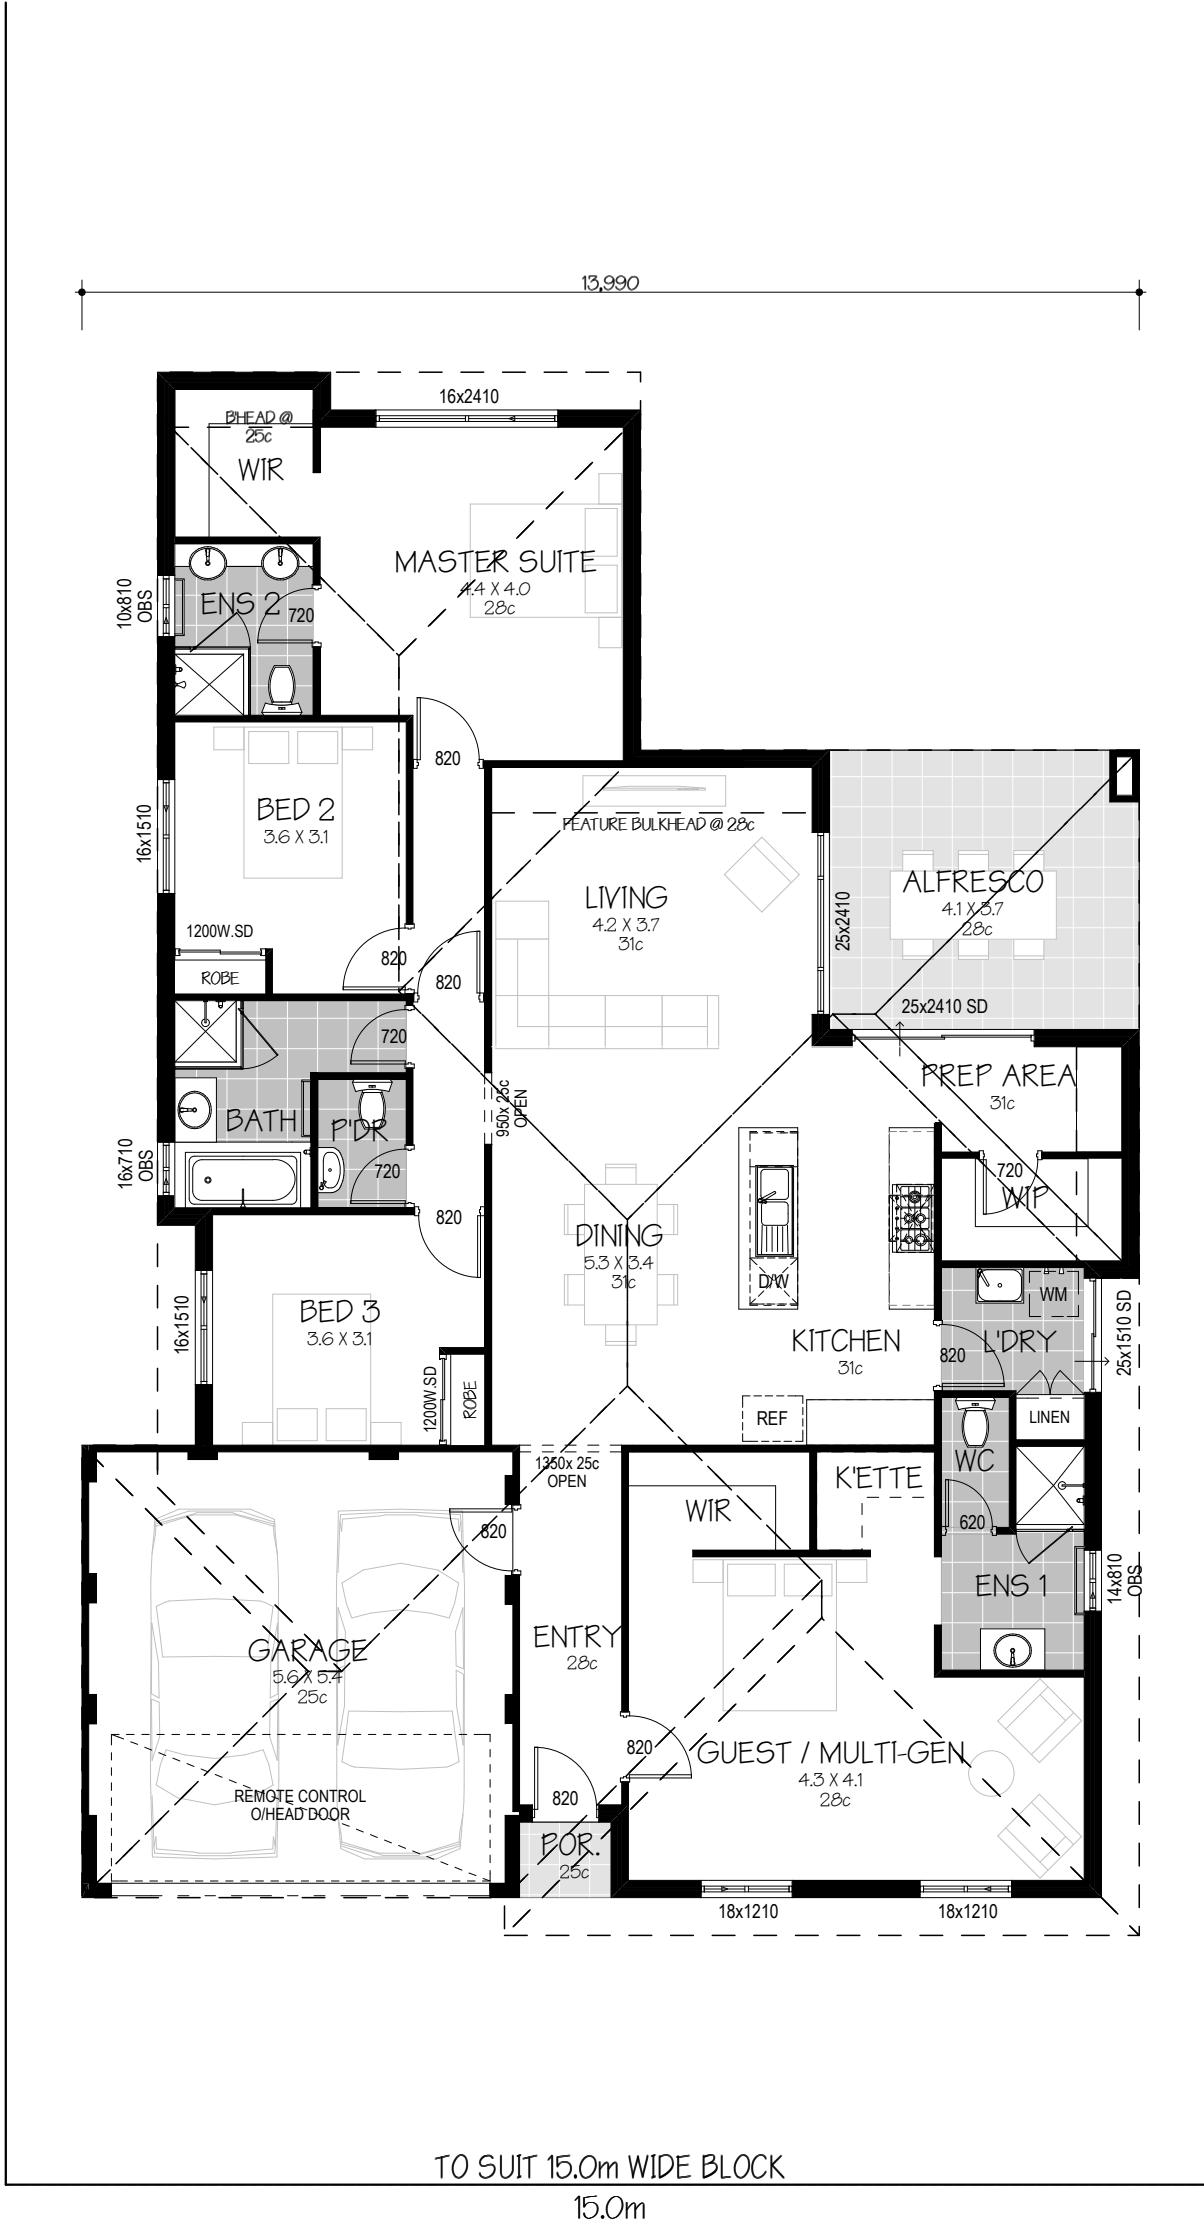 13,990
16x2410
B'HEAD @
25c
WIR
MASTER SUITE
4.4 X 4.0
28c
10x810
OBS
ENS 2
720
820
BED 2
3.6 X 3.1
16x1510
1200W.SD
ROBE
820
820
FEATURE BULKHEAD @ 28c
LIVING
4.2 X 3.7
31c
25x2410
ALFRESCO
4.1 X 3.7
28c
25x2410 SD
720
BATH
PDR
720
16x710
OBS
950x 25c
OPEN
PREP AREA
31c
720
WIP
820
DINING
5.3 X 3.4
31c
D/W
WM
BED 3
3.6 X 3.1
16x1510
KITCHEN
31c
L'DRY
820
25x1510 SD
1200W.SD
ROBE
REF
LINEN
1350x 25c
OPEN
WC
K'ETTE
WIR
820
620
ENS 1
14x810
OBS
ENTRY
28c
GARAGE
5.6 X 5.4
25c
820
GUEST / MULTI-GEN
4.3 X 4.1
28c
REMOTE CONTROL
O/HEAD DOOR
820
POR.
25c
18x1210
18x1210
TO SUIT 15.0m WIDE BLOCK
15.0m